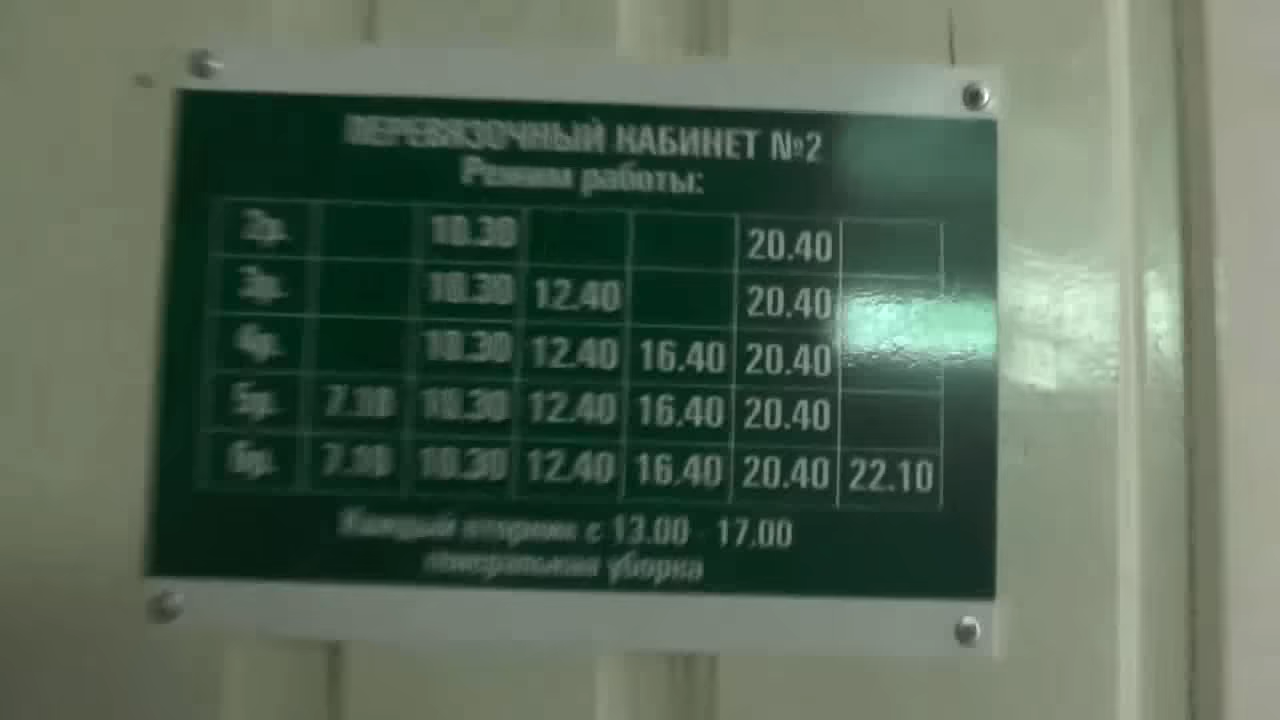 ПЕРЕВЯЗОЧНЫЙ КАБИНЕТ №2
Режим работы:
2р. 10.30 20.40
3р. 10.30 12.40 20.40
4р. 10.30 12.40 16.40 20.40
5р. 7.10 10.30 12.40 16.40 20.40
6р. 7.10 10.30 12.40 16.40 20.40 22.10
Каждый вторник с 13.00 - 17.00
генеральная уборка